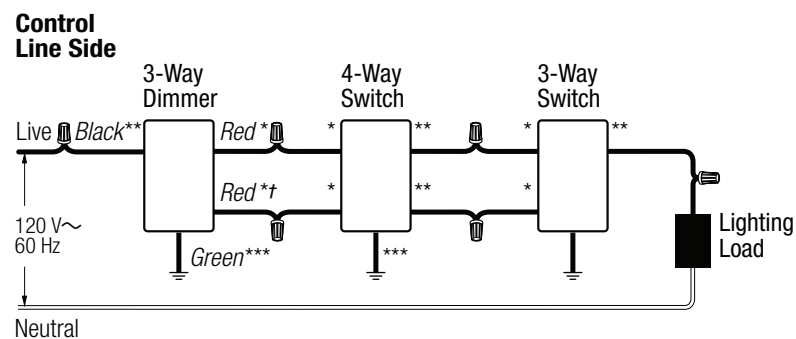 Control
Line Side
3-Way
Dimmer
4-Way
Switch
3-Way
Switch
Live Black** Red * * ** * **
Red *† * ** *
120 V~
60 Hz
Green*** ***
Lighting
Load
Neutral